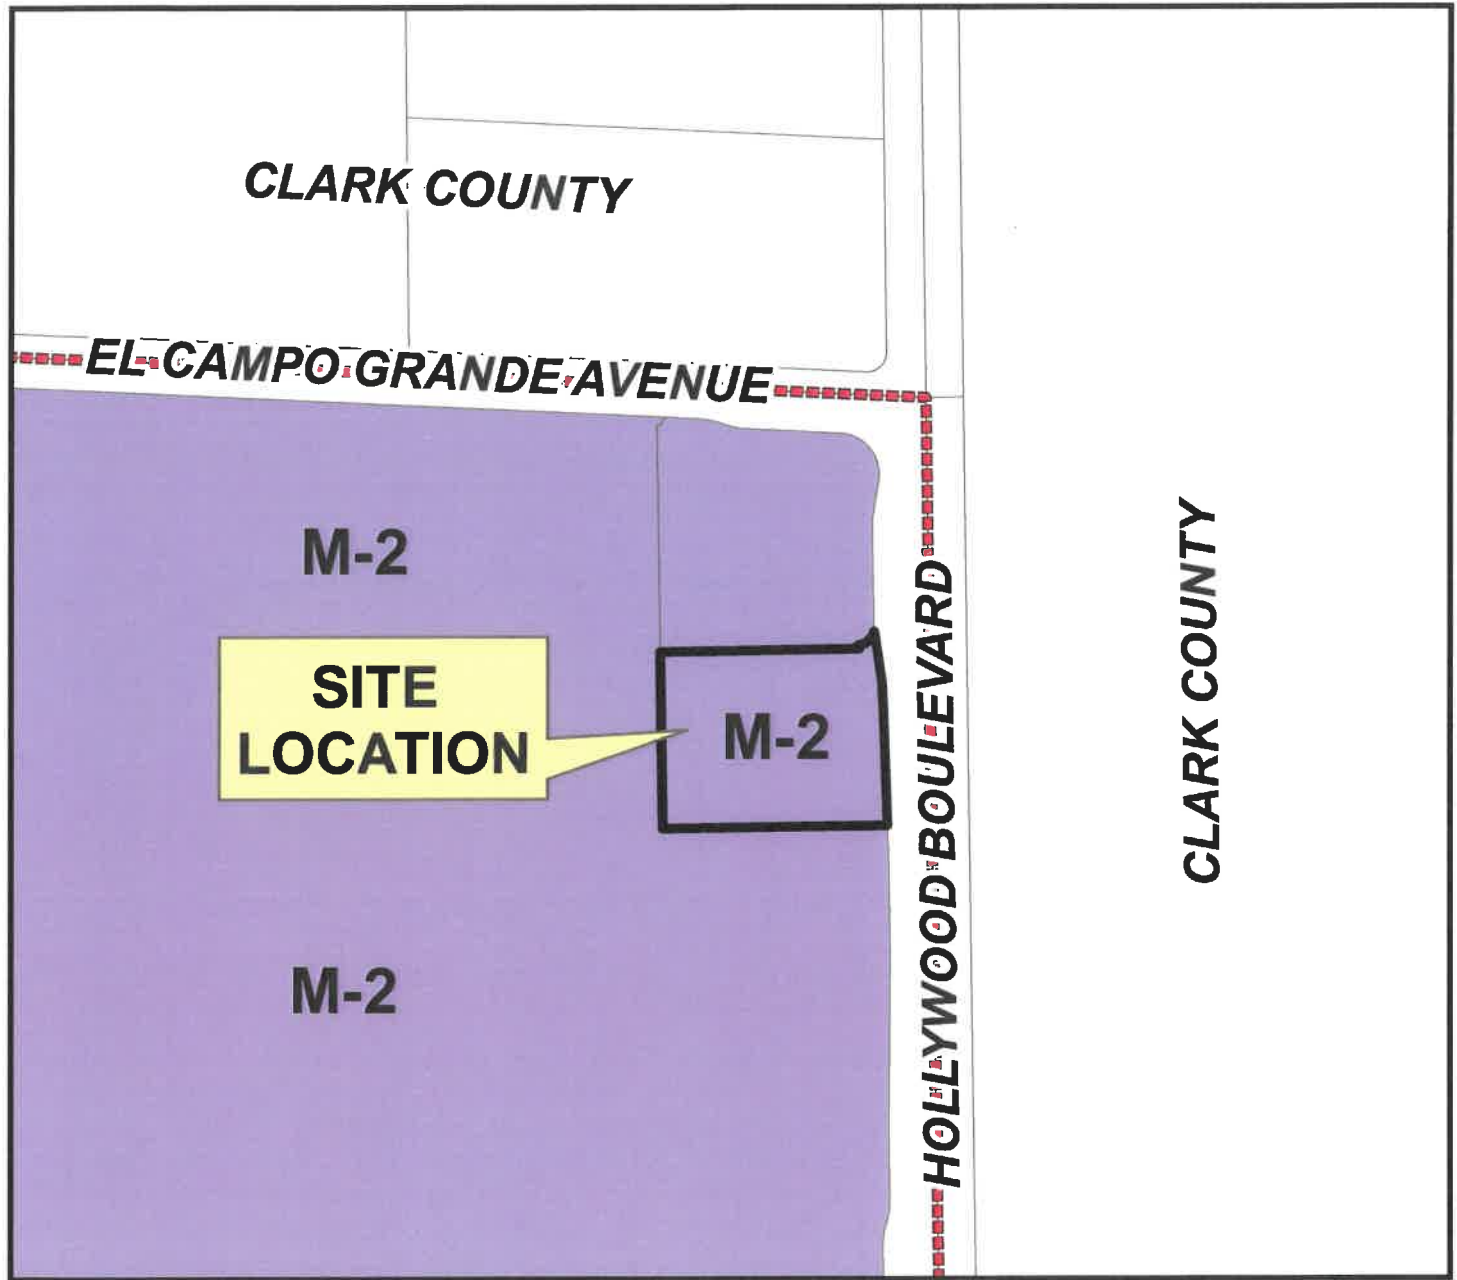 CLARK COUNTY
EL CAMPO GRANDE AVENUE
M-2
SITE
LOCATION
M-2
HOLLYWOOD BOULEVARD
CLARK COUNTY
M-2